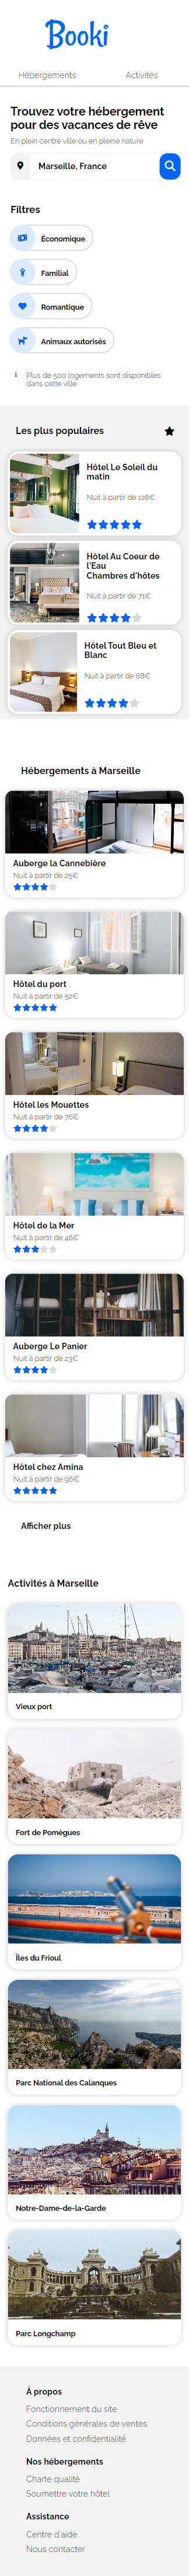 Booki
Hébergements
Activités
Trouvez votre hébergement
pour des vacances de rêve
En plein centre ville ou en pleine nature
Marseille, France
Filtres
Économique
Familial
Romantique
Animaux autorisés
Plus de 500 logements sont disponibles
dans cette ville
Les plus populaires
Hôtel Le Soleil du
matin
Nuit à partir de 128€
Hôtel Au Coeur de
l'Eau
Chambres d'hôtes
Nuit à partir de 71€
Hôtel Tout Bleu et
Blanc
Nuit à partir de 68€
Hébergements à Marseille
Auberge la Cannebière
Nuit à partir de 25€
Hôtel du port
Nuit à partir de 52€
Hôtel les Mouettes
Nuit à partir de 76€
Hôtel de la Mer
Nuit à partir de 46€
Auberge Le Panier
Nuit à partir de 23€
Hôtel chez Amina
Nuit à partir de 96€
Afficher plus
Activités à Marseille
Vieux port
Fort de Pomègues
Îles du Frioul
Parc National des Calanques
Notre-Dame-de-la-Garde
Parc Longchamp
À propos
Fonctionnement du site
Conditions générales de ventes
Données et confidentialité
Nos hébergements
Charte qualité
Soumettre votre hôtel
Assistance
Centre d'aide
Nous contacter